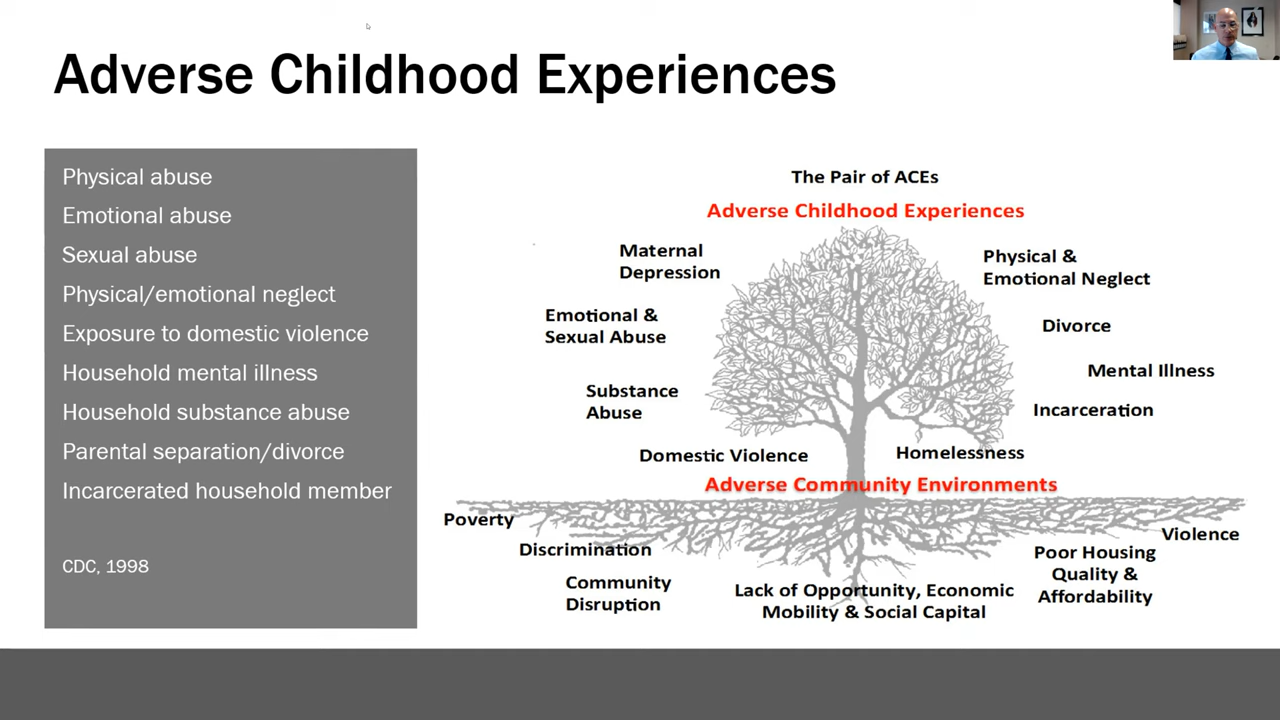 Adverse Childhood Experiences
Physical abuse
Emotional abuse
Sexual abuse
Physical/emotional neglect
Exposure to domestic violence
Household mental illness
Household substance abuse
Parental separation/divorce
Incarcerated household member
CDC, 1998
The Pair of ACEs
Adverse Childhood Experiences
Maternal
Depression
Physical &
Emotional Neglect
Emotional &
Sexual Abuse
Divorce
Mental Illness
Substance
Abuse
Incarceration
Domestic Violence
Homelessness
Adverse Community Environments
Poverty
Discrimination
Community
Disruption
Lack of Opportunity, Economic
Mobility & Social Capital
Violence
Poor Housing
Quality &
Affordability